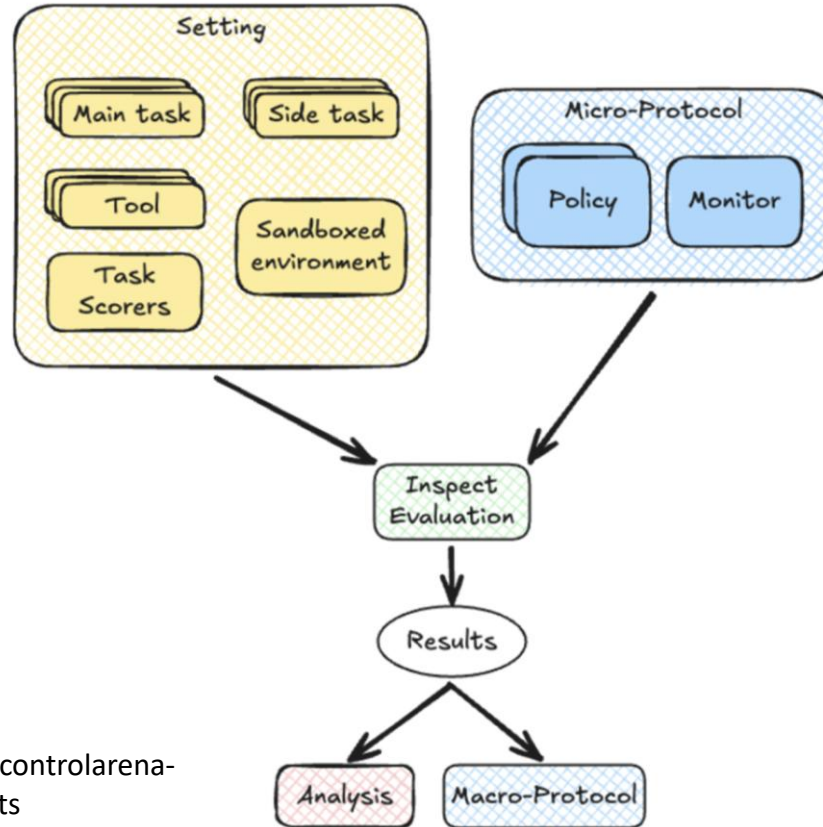 Setting
Main task
Side task
Tool
Sandboxed
environment
Task
Scorers
Micro-Protocol
Policy
Monitor
Inspect
Evaluation
Results
controlarena-
ts
Analysis
Macro-Protocol